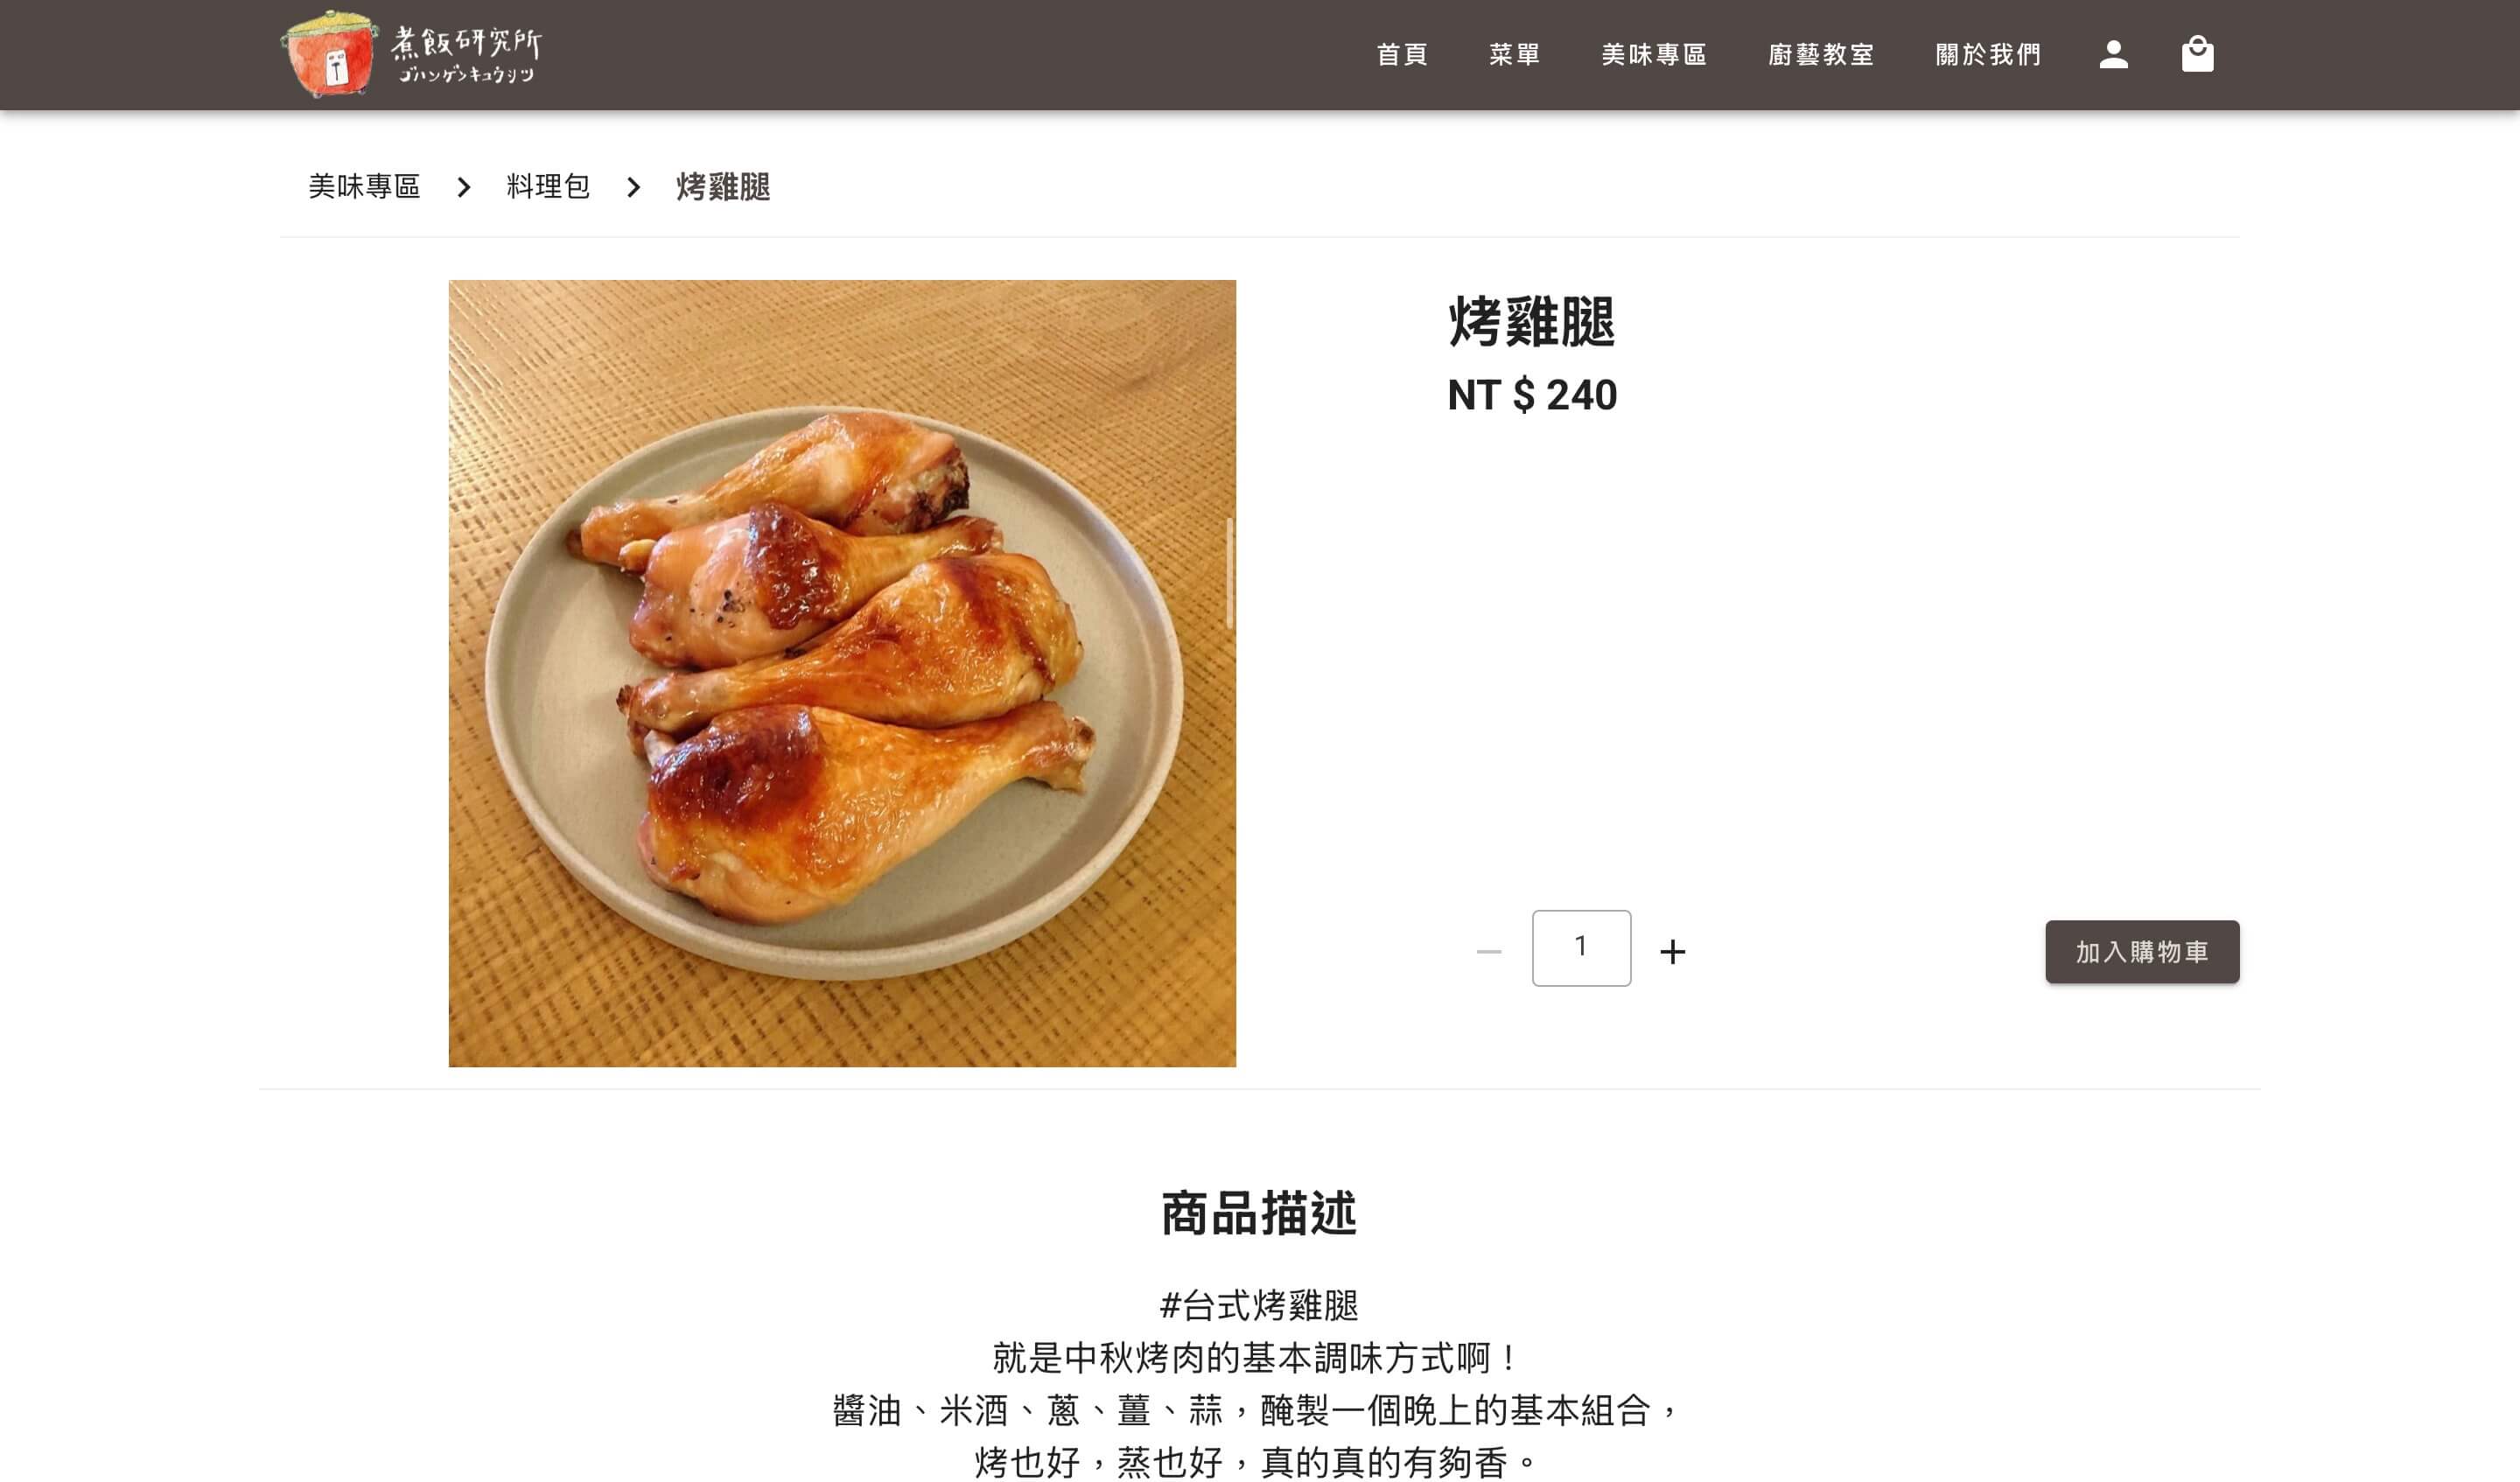 煮飯研究所
ゴハンゲンキュウジツ
首頁 菜單 美味專區 廚藝教室 關於我們
美味專區 > 料理包 > 烤雞腿
烤雞腿
NT $ 240
1
加入購物車
商品描述
#台式烤雞腿
就是中秋烤肉的基本調味方式啊！
醬油、米酒、蔥、薑、蒜，醃製一個晚上的基本組合，
烤也好，蒸也好，真的真的有夠香。